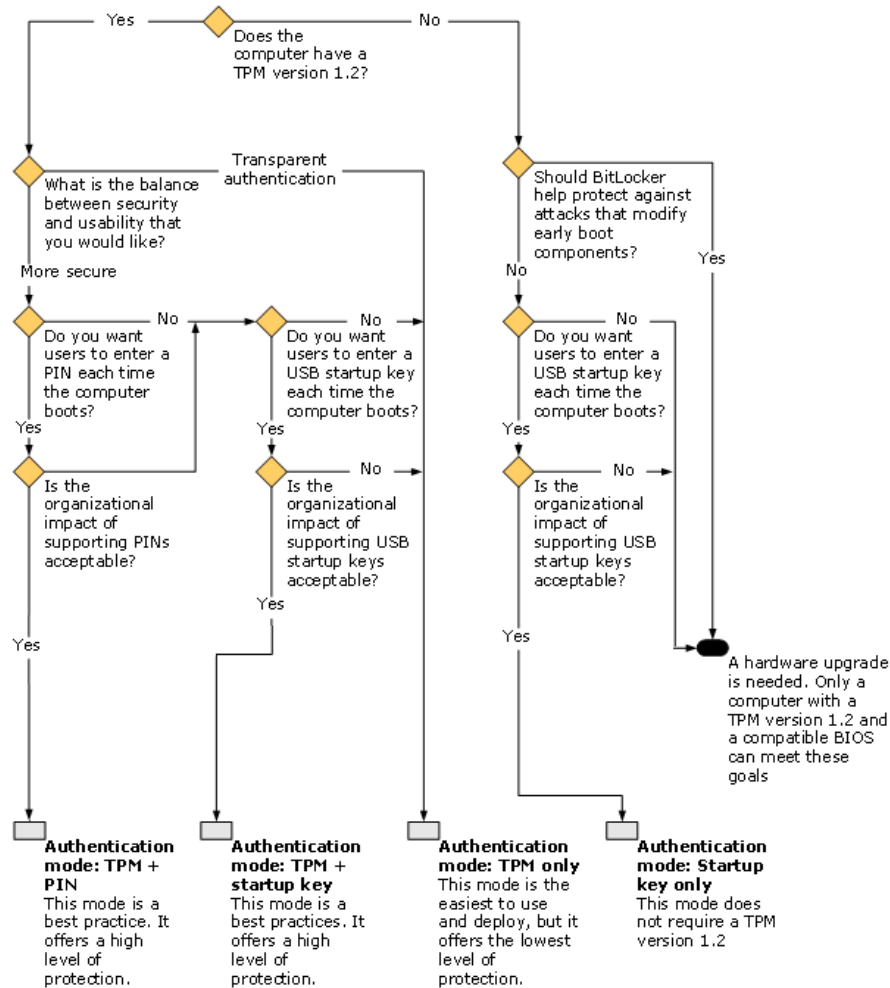 Yes
No
Does the
computer have a
TPM version 1.2?
Transparent
authentication
What is the balance
between security
and usability that
you would like?
More secure
Should BitLocker
help protect against
attacks that modify
early boot
components?
Yes
No
No
Do you want
users to enter a
PIN each time
the computer
boots?
Yes
No
Do you want
users to enter a
USB startup key
each time the
computer boots?
Yes
No
Do you want
users to enter a
USB startup key
each time the
computer boots?
Yes
Is the
organizational
impact of
supporting PINs
acceptable?
Yes
No
Is the
organizational
impact of
supporting USB
startup keys
acceptable?
Yes
No
Is the
organizational
impact of
supporting USB
startup keys
acceptable?
Yes
A hardware upgrade
is needed. Only a
computer with a
TPM version 1.2 and
a compatible BIOS
can meet these
goals
Authentication
mode: TPM +
PIN
This mode is a
best practice. It
offers a high
level of
protection.
Authentication
mode: TPM +
startup key
This mode is a
best practices. It
offers a high
level of
protection.
Authentication
mode: TPM only
This mode is the
easiest to use
and deploy, but it
offers the lowest
level of
protection.
Authentication
mode: Startup
key only
This mode does
not require a TPM
version 1.2